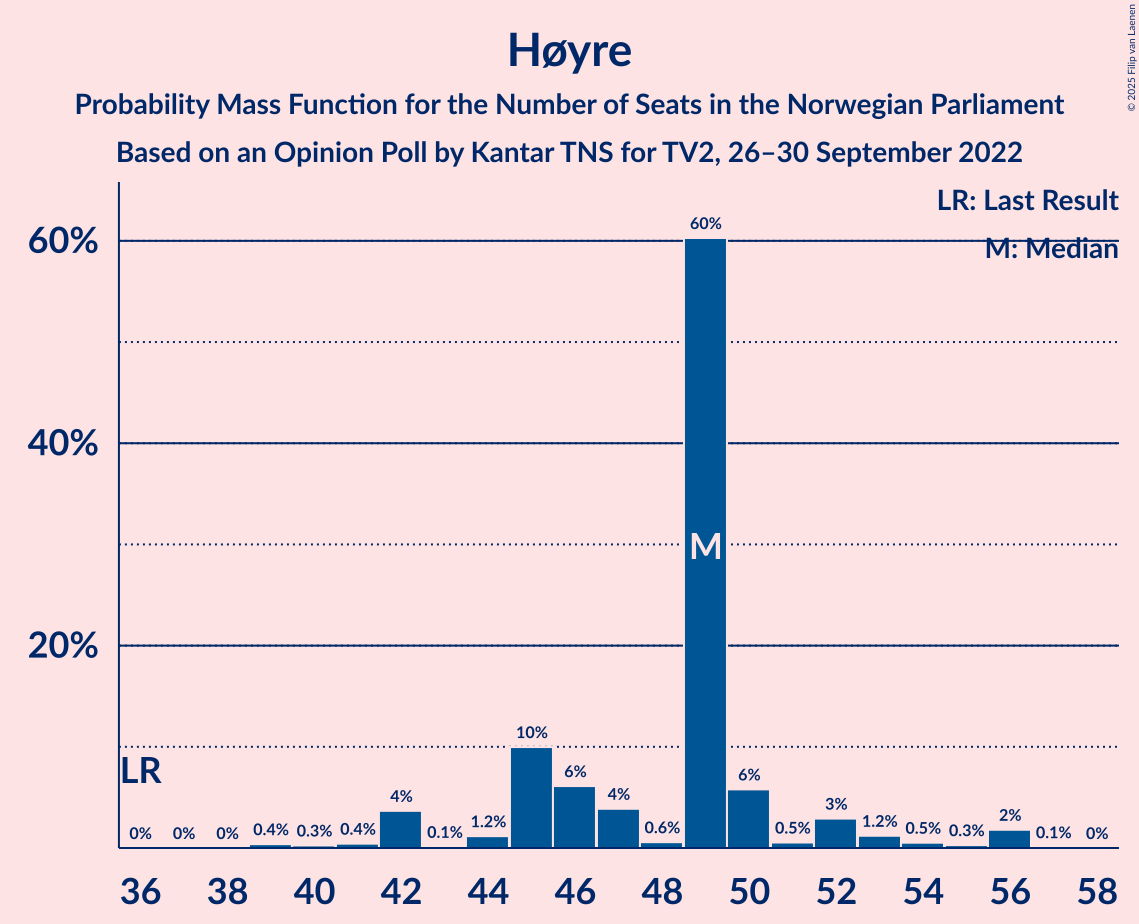 Høyre
Probability Mass Function for the Number of Seats in the Norwegian Parliament
Based on an Opinion Poll by Kantar TNS for TV2, 26–30 September 2022
© 2025 Filip van Laenen
LR: Last Result
M: Median
60%
40%
20%
LR
M
0% 0% 0% 0.4% 0.3% 0.4% 4% 0.1% 1.2% 10% 6% 4% 0.6% 60% 6% 0.5% 3% 1.2% 0.5% 0.3% 2% 0.1% 0%
36 38 40 42 44 46 48 50 52 54 56 58